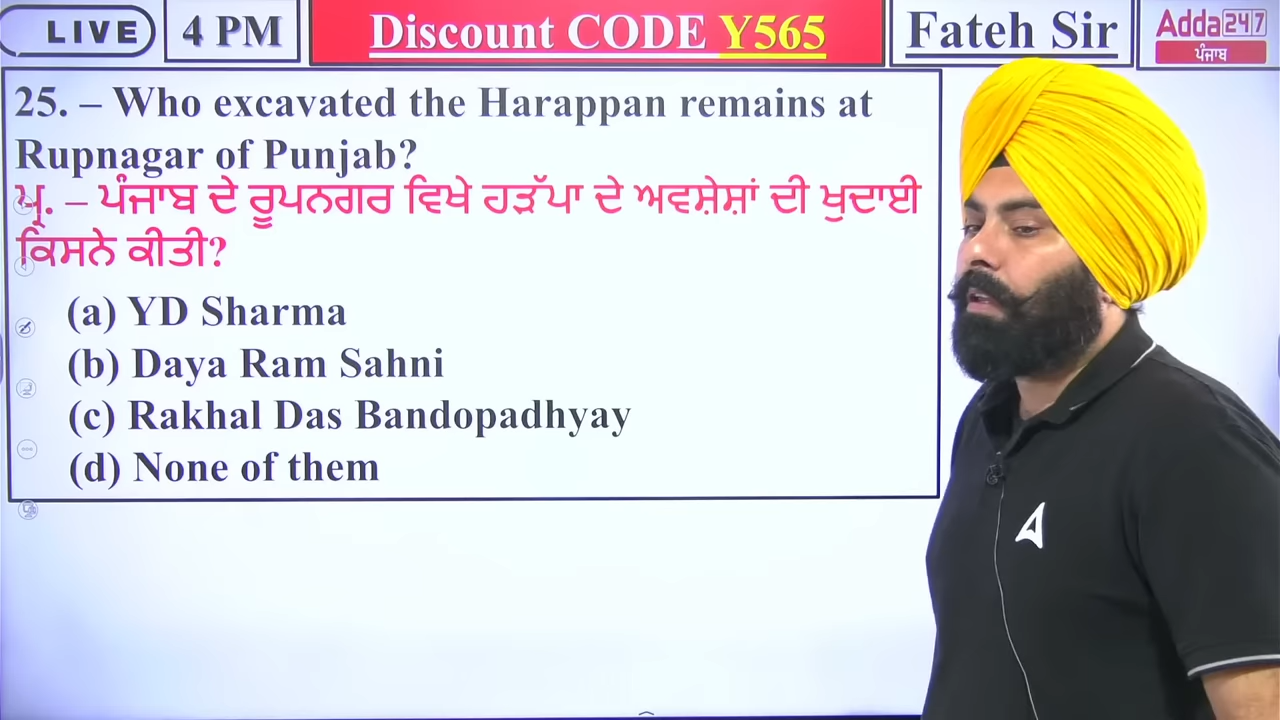 LIVE
4 PM
Discount CODE Y565
Fateh Sir
Adda247
ਪੰਜਾਬ
25. – Who excavated the Harappan remains at
Rupnagar of Punjab?
ਪ੍ਰ. – ਪੰਜਾਬ ਦੇ ਰੂਪਨਗਰ ਵਿਖੇ ਹੜੱਪਾ ਦੇ ਅਵਸ਼ੇਸ਼ਾਂ ਦੀ ਖੁਦਾਈ
ਕਿਸਨੇ ਕੀਤੀ?
(a) YD Sharma
(b) Daya Ram Sahni
(c) Rakhal Das Bandopadhyay
(d) None of them